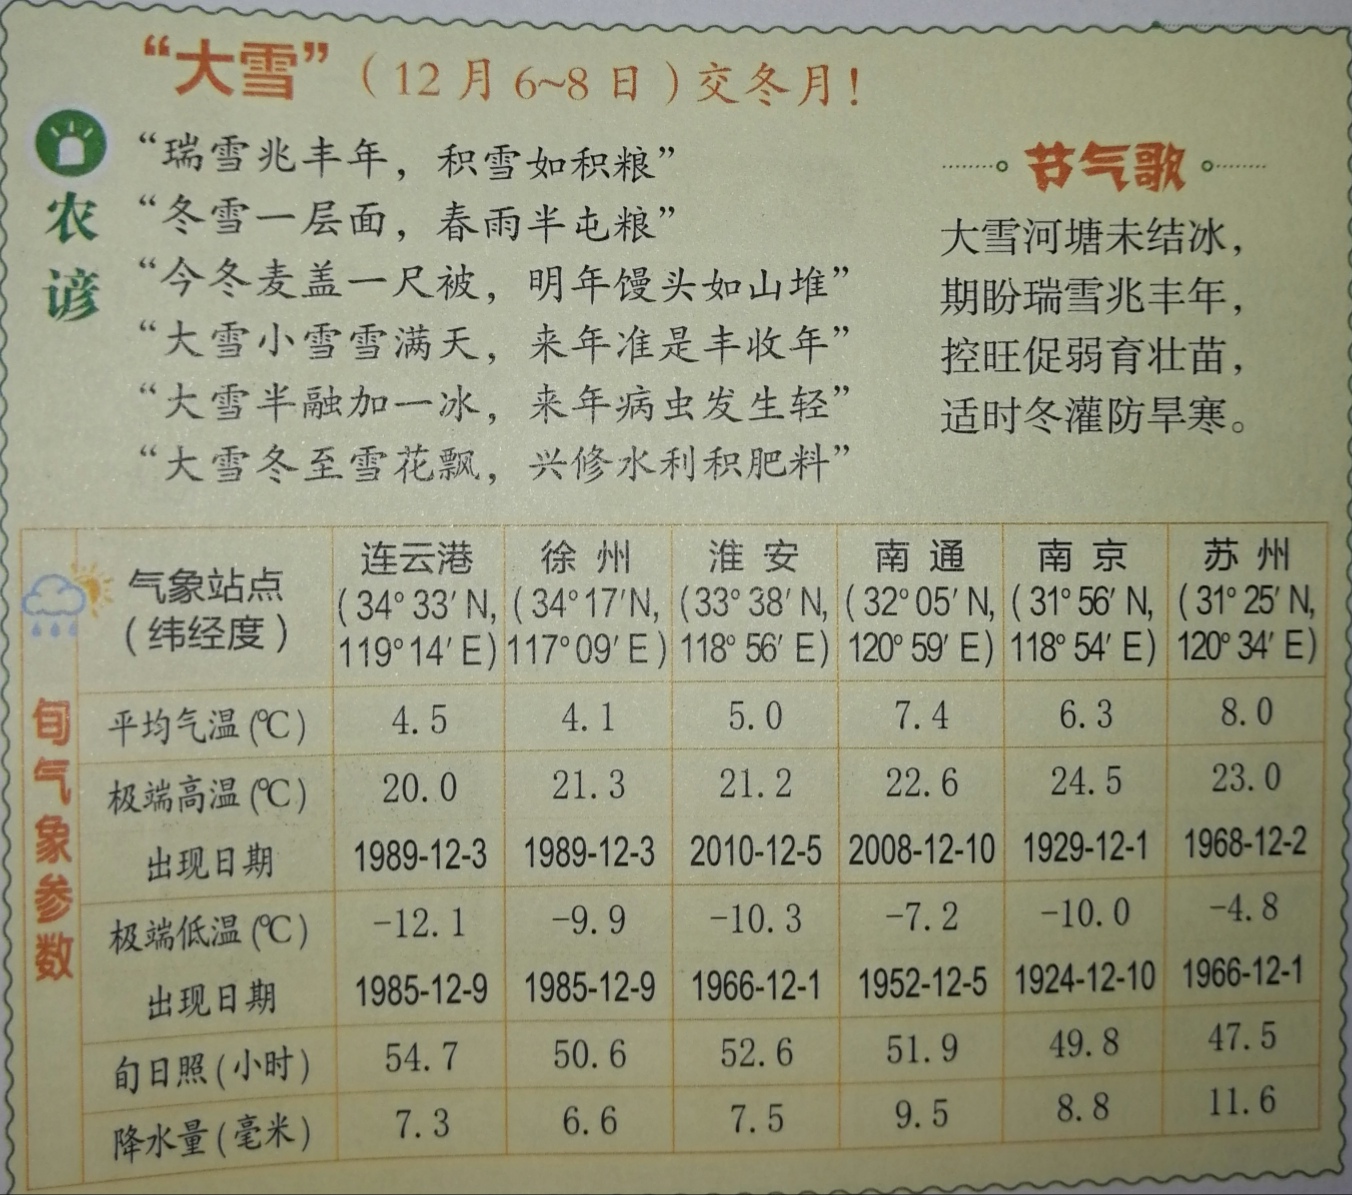 “大雪”（12月6~8日）交冬月！
农谚
“瑞雪兆丰年，积雪如积粮”
“冬雪一层面，春雨半屯粮”
“今冬麦盖一尺被，明年馒头如山堆”
“大雪小雪雪满天，来年准是丰收年”
“大雪半融加一冰，来年病虫发生轻”
“大雪冬至雪花飘，兴修水利积肥料”
节气歌
大雪河塘未结冰，
期盼瑞雪兆丰年，
控旺促弱育壮苗，
适时冬灌防旱寒。
旬气象参数
气象站点（纬经度） 连云港（34°33′N,119°14′E） 徐州（34°17′N,117°09′E） 淮安（33°38′N,118°56′E） 南通（32°05′N,120°59′E） 南京（31°56′N,118°54′E） 苏州（31°25′N,120°34′E）
平均气温(℃) 4.5 4.1 5.0 7.4 6.3 8.0
极端高温(℃) 20.0 21.3 21.2 22.6 24.5 23.0
出现日期 1989-12-3 1989-12-3 2010-12-5 2008-12-10 1929-12-1 1968-12-2
极端低温(℃) -12.1 -9.9 -10.3 -7.2 -10.0 -4.8
出现日期 1985-12-9 1985-12-9 1966-12-1 1952-12-5 1924-12-10 1966-12-1
旬日照(小时) 54.7 50.6 52.6 51.9 49.8 47.5
降水量(毫米) 7.3 6.6 7.5 9.5 8.8 11.6